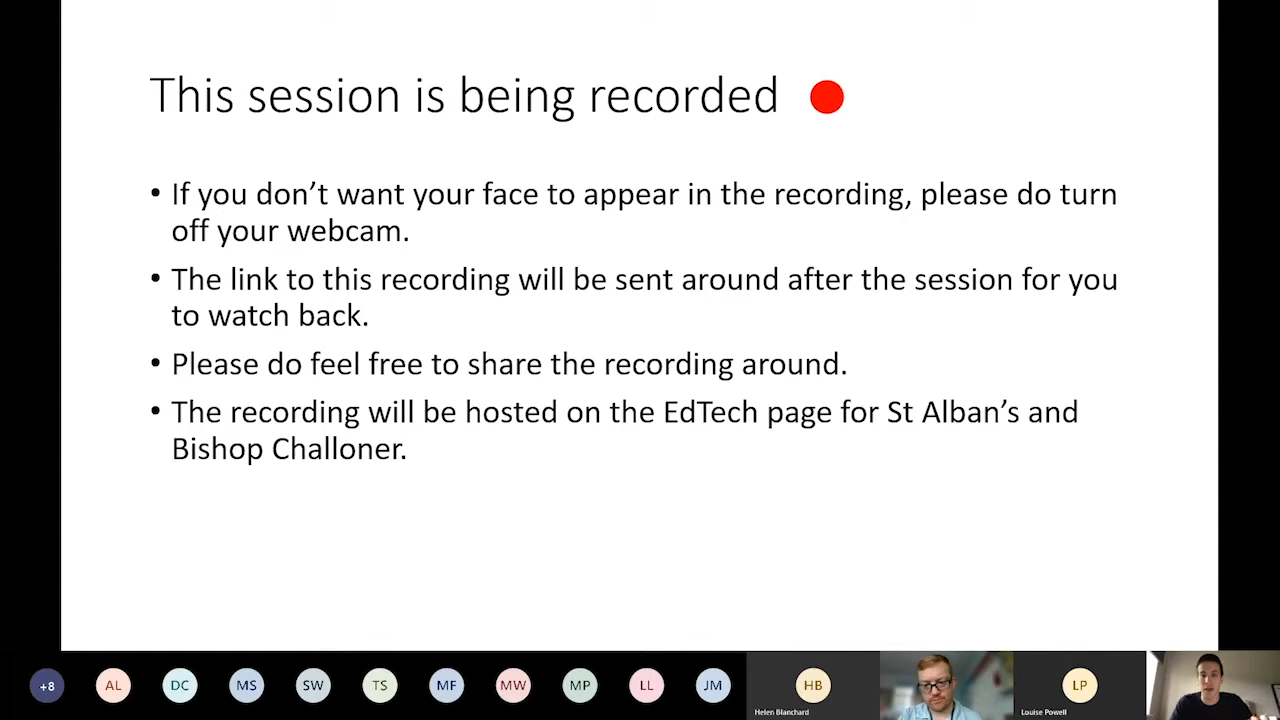 This session is being recorded
• If you don’t want your face to appear in the recording, please do turn
off your webcam.
• The link to this recording will be sent around after the session for you
to watch back.
• Please do feel free to share the recording around.
• The recording will be hosted on the EdTech page for St Alban’s and
Bishop Challoner.
+8 AL DC MS SW TS MF MW MP LL JM HB LP
Helen Blanchard Louise Powell